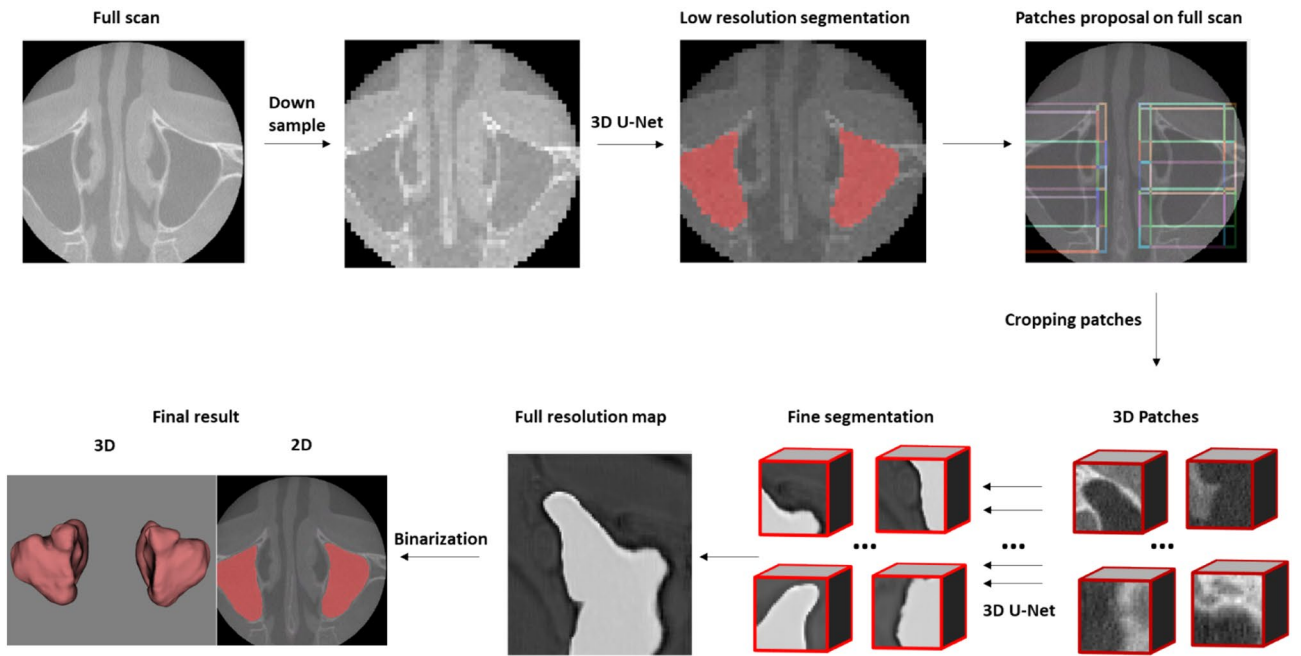 Full scan
Low resolution segmentation
Patches proposal on full scan
Down
sample
3D U-Net
Cropping patches
Final result
Full resolution map
Fine segmentation
3D Patches
3D
2D
Binarization
...
...
...
3D U-Net